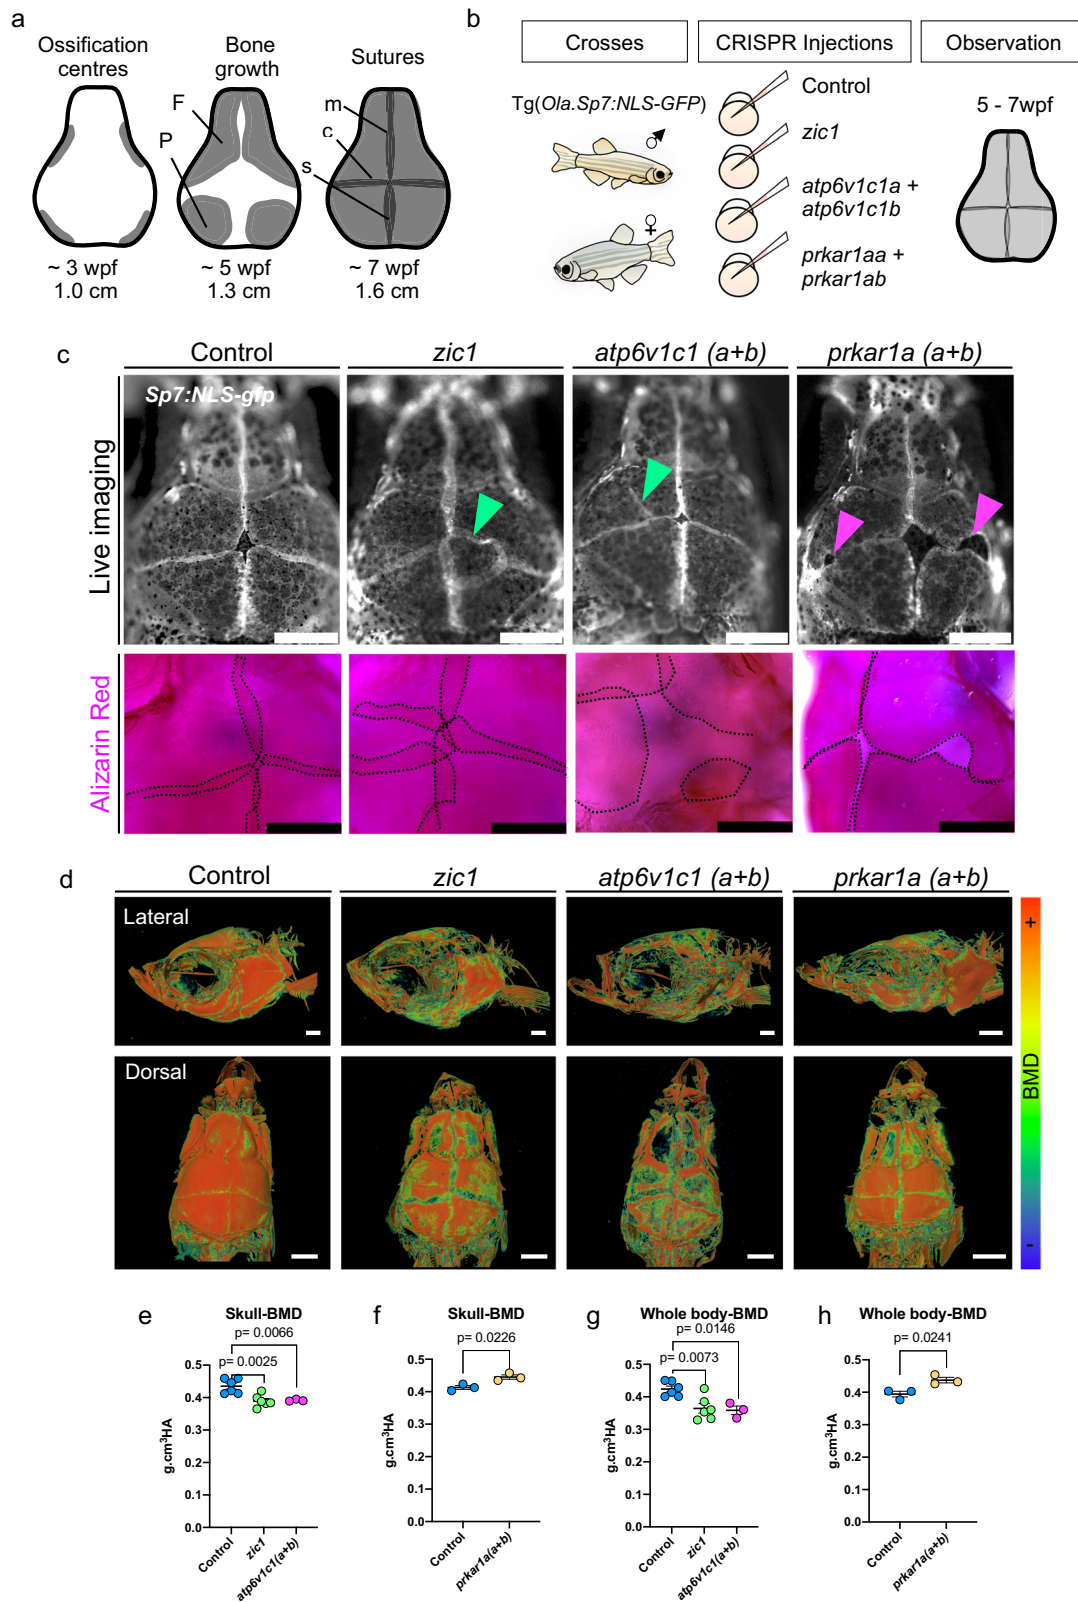 a
Ossification
centres
Bone
growth
Sutures
F
P
m
c
s
~ 3 wpf
1.0 cm
~ 5 wpf
1.3 cm
~ 7 wpf
1.6 cm
b
Crosses
CRISPR Injections
Observation
Tg(Ola.Sp7:NLS-GFP)
♂
♀
Control
zic1
atp6v1c1a +
atp6v1c1b
prkar1aa +
prkar1ab
5 - 7wpf
c
Control
zic1
atp6v1c1 (a+b)
prkar1a (a+b)
Live imaging
Sp7:NLS-gfp
Alizarin Red
d
Control
zic1
atp6v1c1 (a+b)
prkar1a (a+b)
Lateral
Dorsal
+
BMD
-
e
Skull-BMD
p= 0.0066
p= 0.0025
g.cm³HA
0.5
0.4
0.3
0.2
0.1
0.0
Control
zic1
atp6v1c1(a+b)
f
Skull-BMD
p= 0.0226
g.cm³HA
0.5
0.4
0.3
0.2
0.1
0.0
Control
prkar1a(a+b)
g
Whole body-BMD
p= 0.0146
p= 0.0073
g.cm³HA
0.5
0.4
0.3
0.2
0.1
0.0
Control
zic1
atp6v1c1(a+b)
h
Whole body-BMD
p= 0.0241
g.cm³HA
0.5
0.4
0.3
0.2
0.1
0.0
Control
prkar1a(a+b)